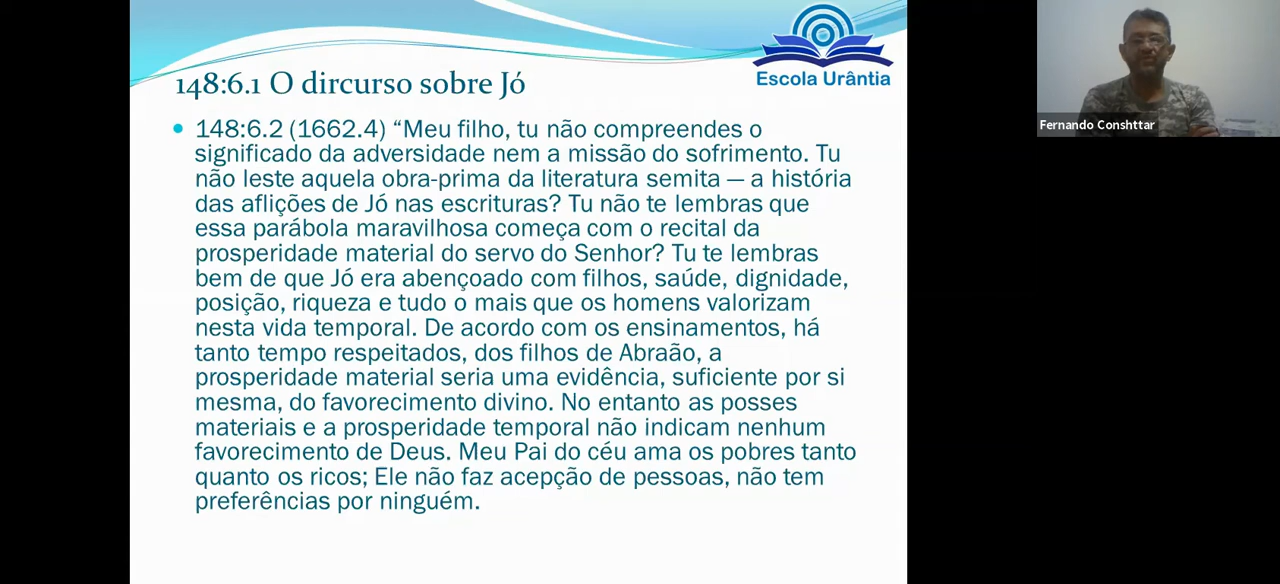 Escola Urântia
148:6.1 O dircurso sobre Jó
148:6.2 (1662.4) “Meu filho, tu não compreendes o
significado da adversidade nem a missão do sofrimento. Tu
não leste aquela obra-prima da literatura semita — a história
das aflições de Jó nas escrituras? Tu não te lembras que
essa parábola maravilhosa começa com o recital da
prosperidade material do servo do Senhor? Tu te lembras
bem de que Jó era abençoado com filhos, saúde, dignidade,
posição, riqueza e tudo o mais que os homens valorizam
nesta vida temporal. De acordo com os ensinamentos, há
tanto tempo respeitados, dos filhos de Abraão, a
prosperidade material seria uma evidência, suficiente por si
mesma, do favorecimento divino. No entanto as posses
materiais e a prosperidade temporal não indicam nenhum
favorecimento de Deus. Meu Pai do céu ama os pobres tanto
quanto os ricos; Ele não faz acepção de pessoas, não tem
preferências por ninguém.
Fernando Conshttar